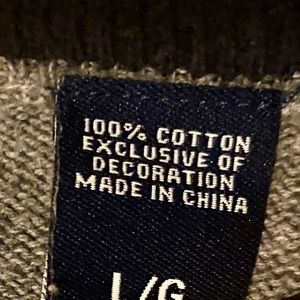 100% COTTON
EXCLUSIVE OF
DECORATION
MADE IN CHINA
L/G